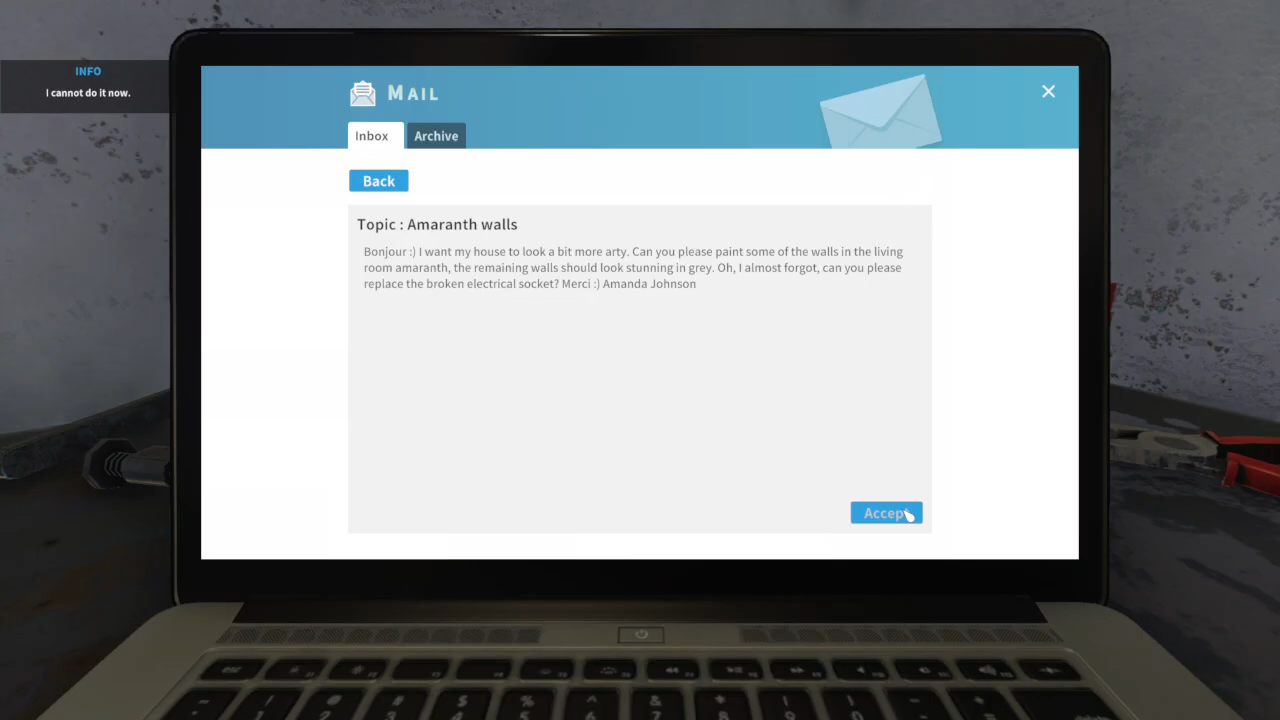 INFO
I cannot do it now.
MAIL
Inbox
Archive
Back
Topic : Amaranth walls
Bonjour :) I want my house to look a bit more arty. Can you please paint some of the walls in the living
room amaranth, the remaining walls should look stunning in grey. Oh, I almost forgot, can you please
replace the broken electrical socket? Merci :) Amanda Johnson
Accept